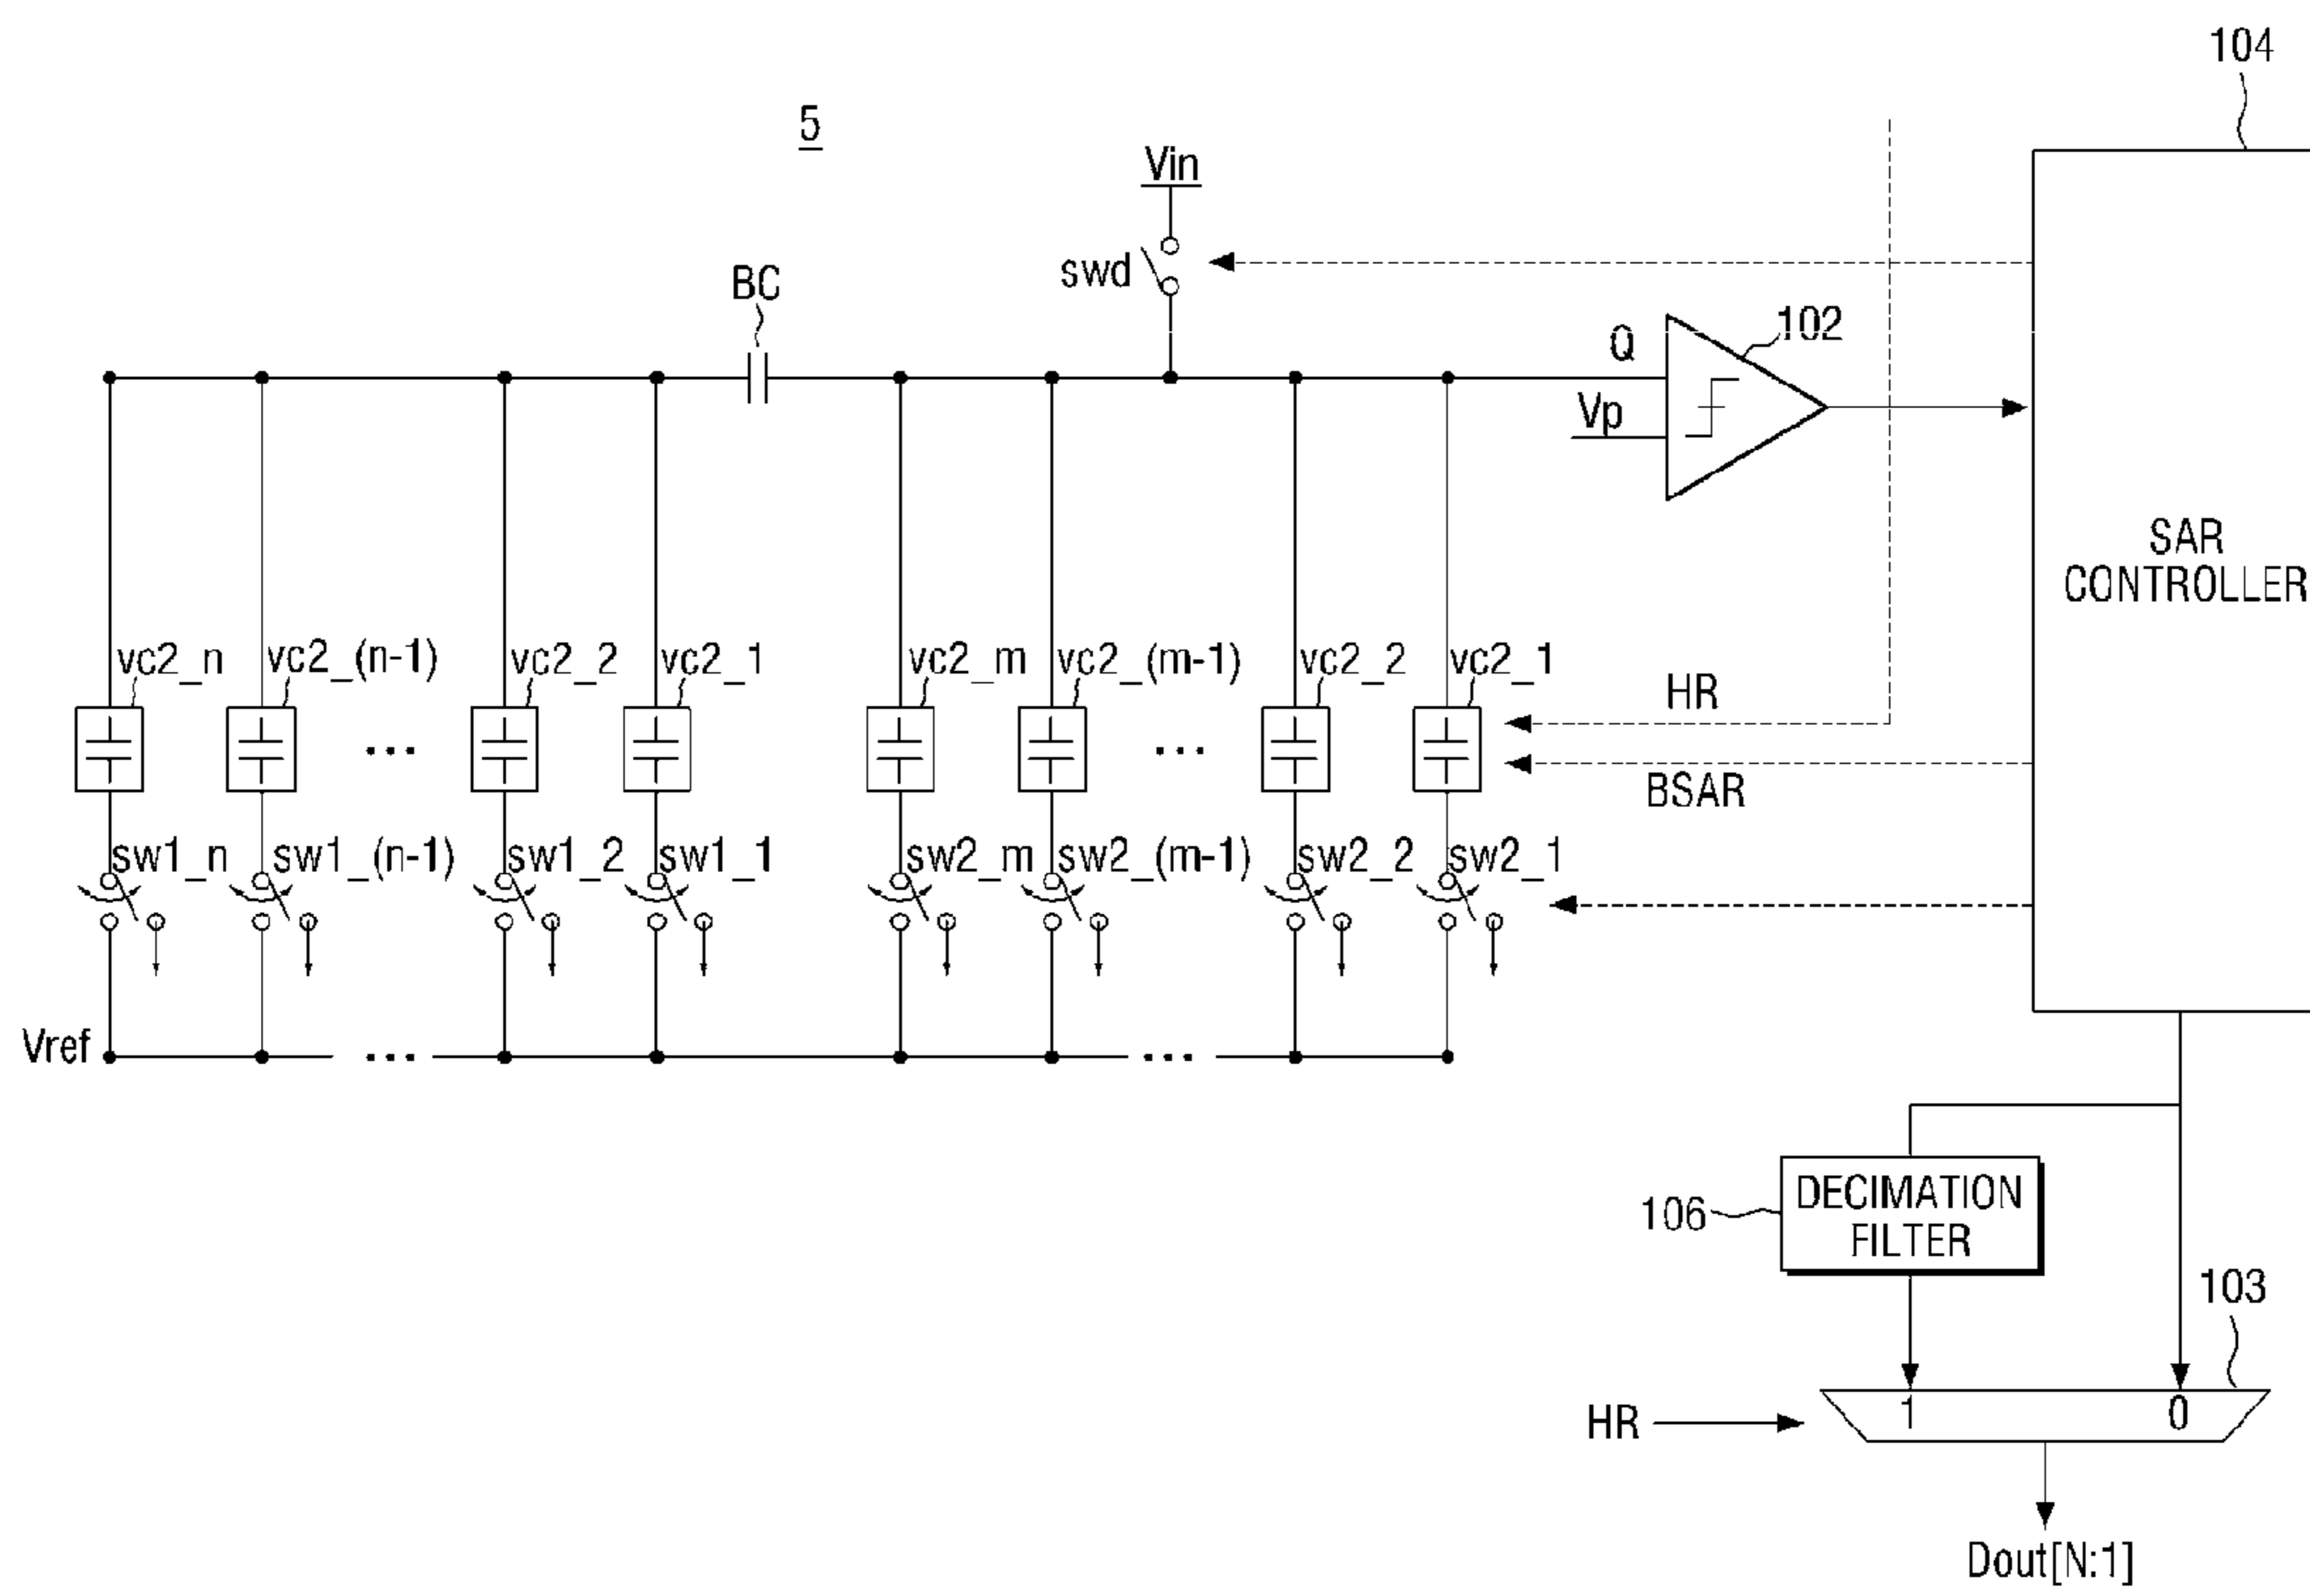 104
5
Vin
swd
BC
102
Q
Vp
SAR
CONTROLLER
vc2_n vc2_(n-1) vc2_2 vc2_1 vc2_m vc2_(m-1) vc2_2 vc2_1
HR
BSAR
sw1_n sw1_(n-1) sw1_2 sw1_1 sw2_m sw2_(m-1) sw2_2 sw2_1
Vref
DECIMATION
FILTER
106
103
1 0
HR
Dout[N:1]